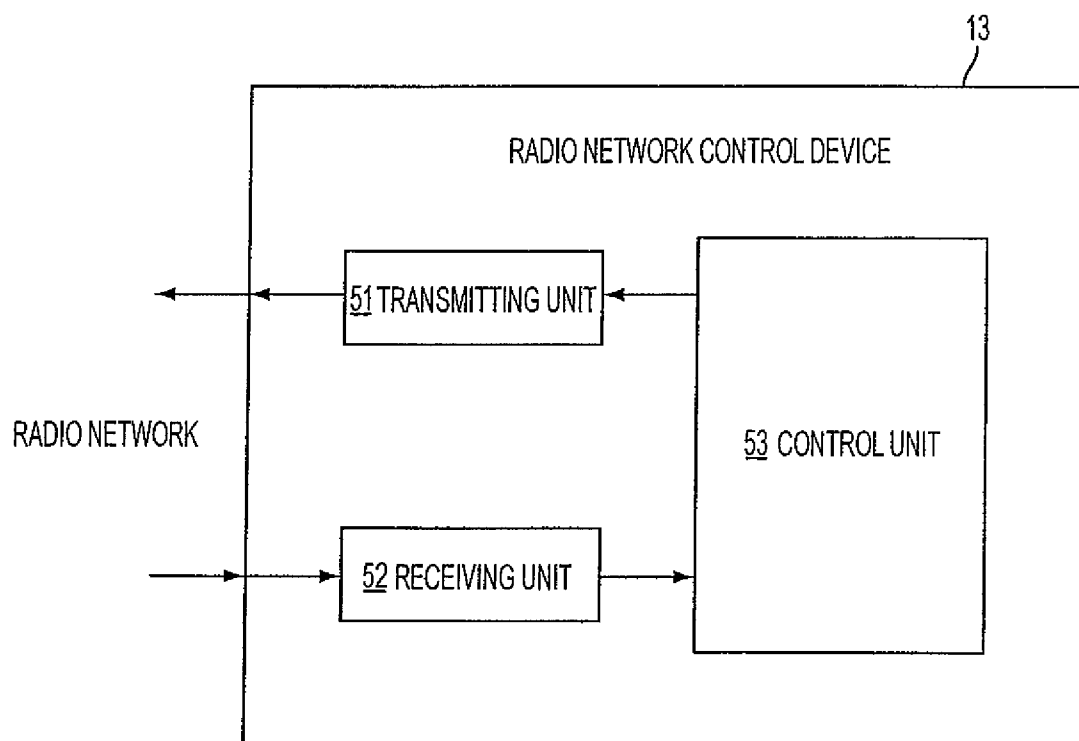 13
RADIO NETWORK CONTROL DEVICE
51 TRANSMITTING UNIT
RADIO NETWORK
53 CONTROL UNIT
52 RECEIVING UNIT